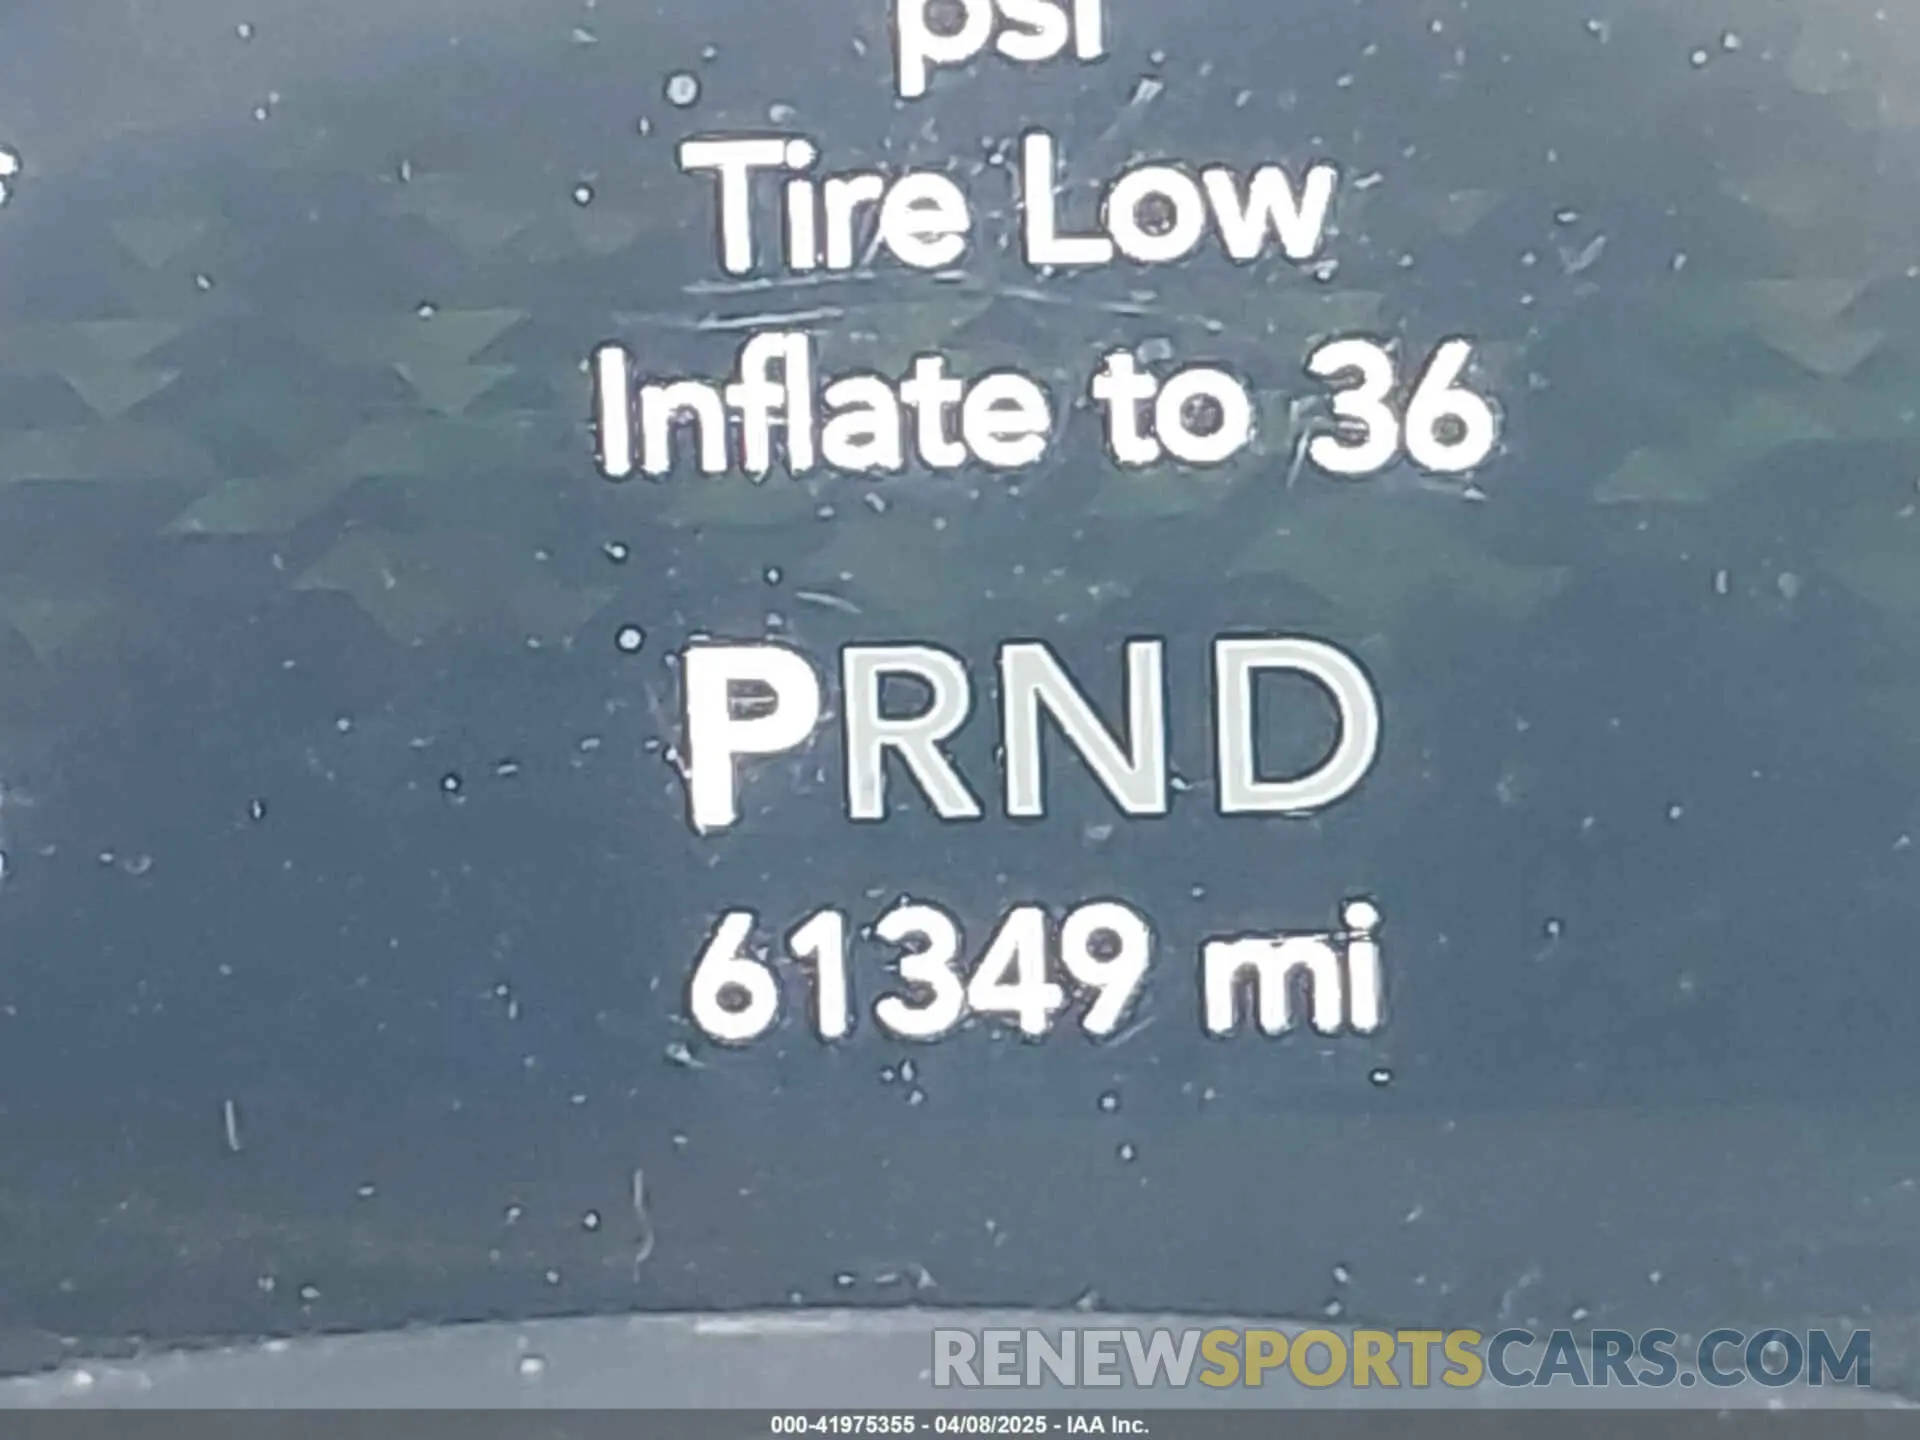 psi
Tire Low
Inflate to 36
PRND
61349 mi
RENEWSPORTSCARS.COM
000-41975355 - 04/08/2025 - IAA Inc.